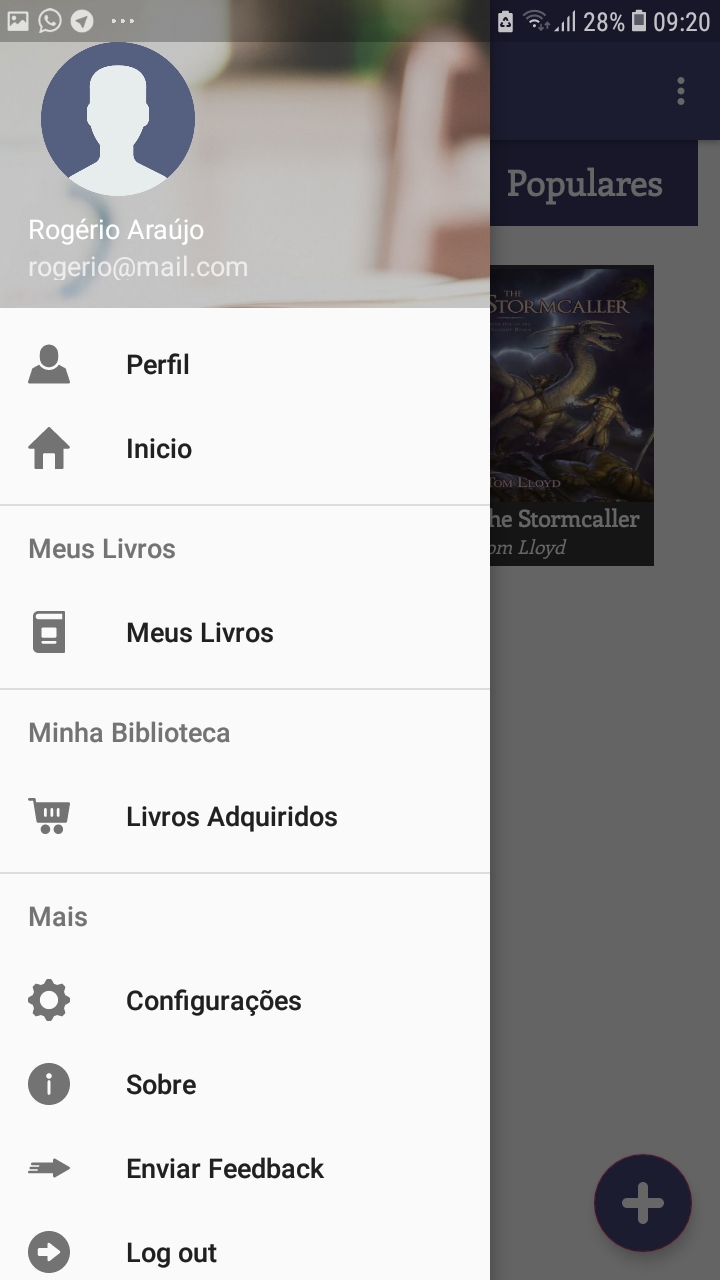 28% 09:20
Populares
Rogério Araújo
rogerio@mail.com
THE
STORMCALLER
TOM LLOYD
he Stormcaller
om Lloyd
Perfil
Inicio
Meus Livros
Meus Livros
Minha Biblioteca
Livros Adquiridos
Mais
Configurações
Sobre
Enviar Feedback
Log out